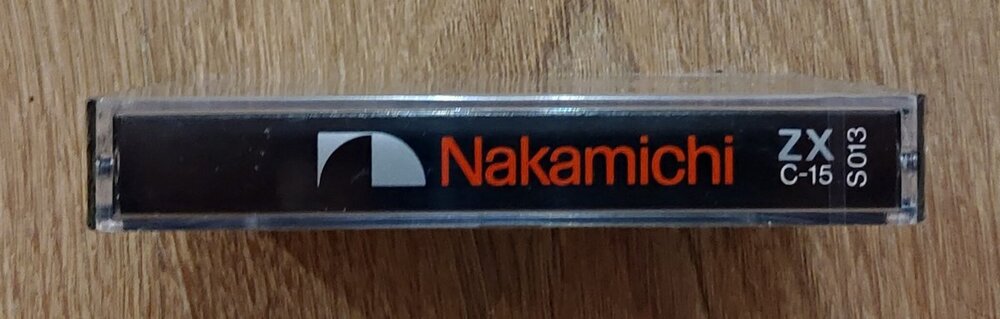 Nakamichi
ZX
C-15
S013